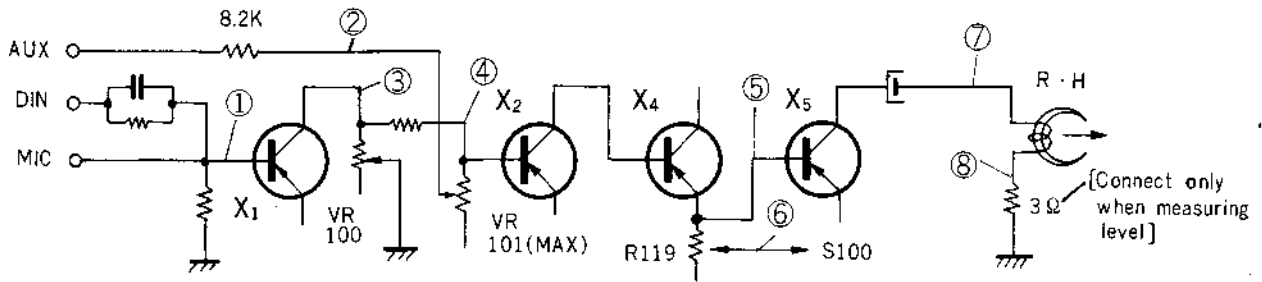 8.2K
②
AUX
⑦
③
DIN
④
R · H
X₂
X₄
⑤
X₅
①
MIC
⑧
[Connect only
when measuring
level]
3Ω
X₁
VR
100
VR
101(MAX)
⑥
R119
S100